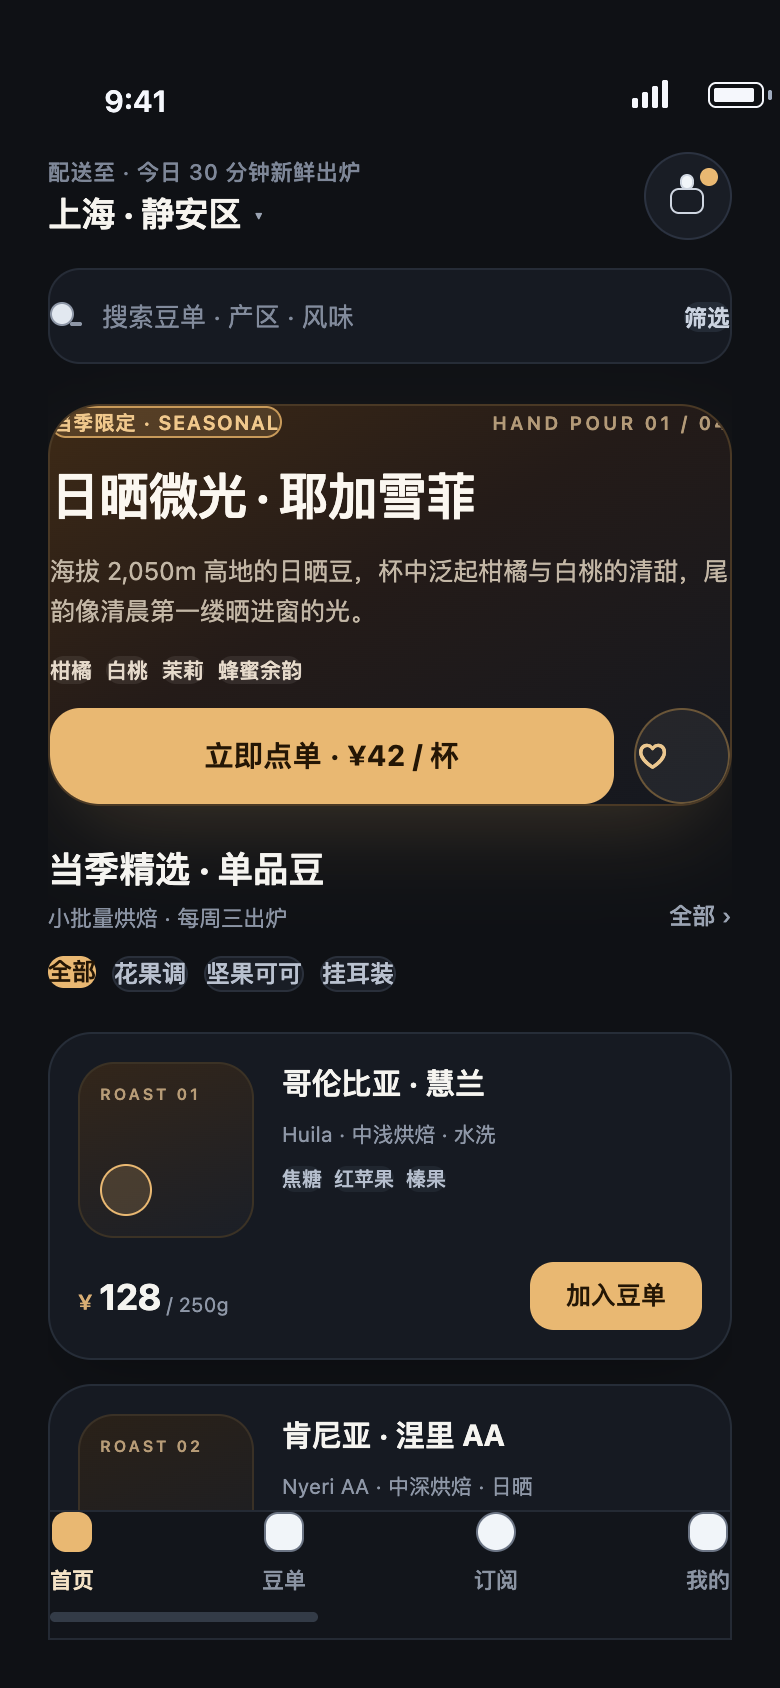 9:41
配送至 · 今日 30 分钟新鲜出炉
上海 · 静安区 ▾
搜索豆单 · 产区 · 风味
筛选
当季限定 · SEASONAL
HAND POUR 01 / 04
日晒微光 · 耶加雪菲
海拔 2,050m 高地的日晒豆，杯中泛起柑橘与白桃的清甜，尾
韵像清晨第一缕晒进窗的光。
柑橘 白桃 茉莉 蜂蜜余韵
立即点单 · ¥42 / 杯
当季精选 · 单品豆
小批量烘焙 · 每周三出炉
全部 ›
全部 花果调 坚果可可 挂耳装
ROAST 01
哥伦比亚 · 慧兰
Huila · 中浅烘焙 · 水洗
焦糖 红苹果 榛果
¥ 128 / 250g
加入豆单
ROAST 02
肯尼亚 · 涅里 AA
Nyeri AA · 中深烘焙 · 日晒
首页 豆单 订阅 我的